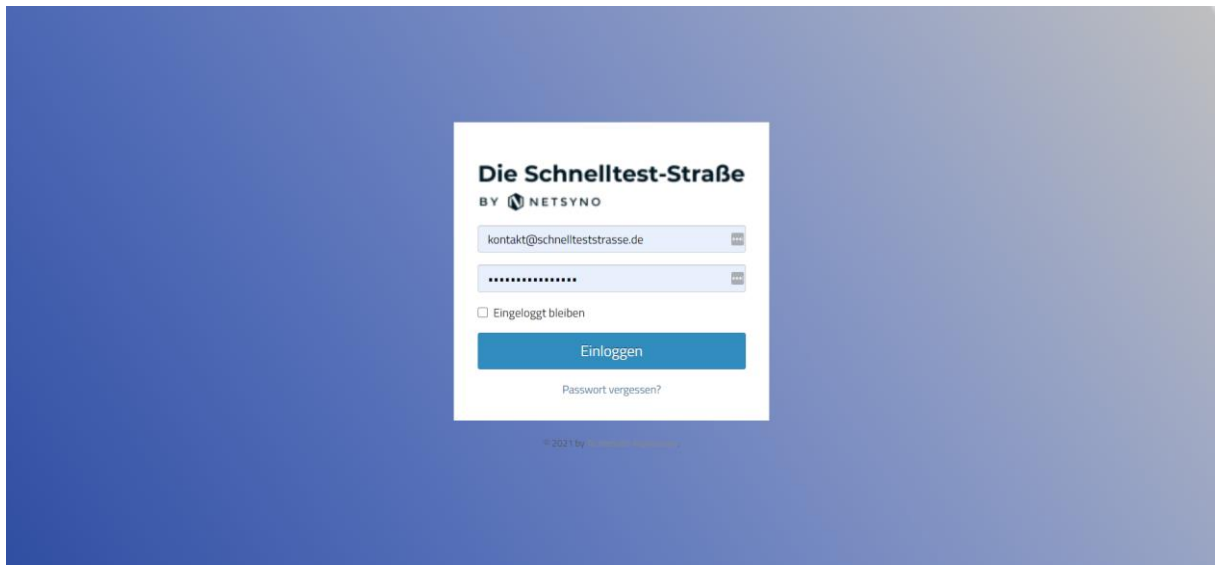 Die Schnelltest-Straße
BY NETSYNO
kontakt@schnellteststrasse.de
••••••••••••••••
Eingeloggt bleiben
Einloggen
Passwort vergessen?
© 2021 by